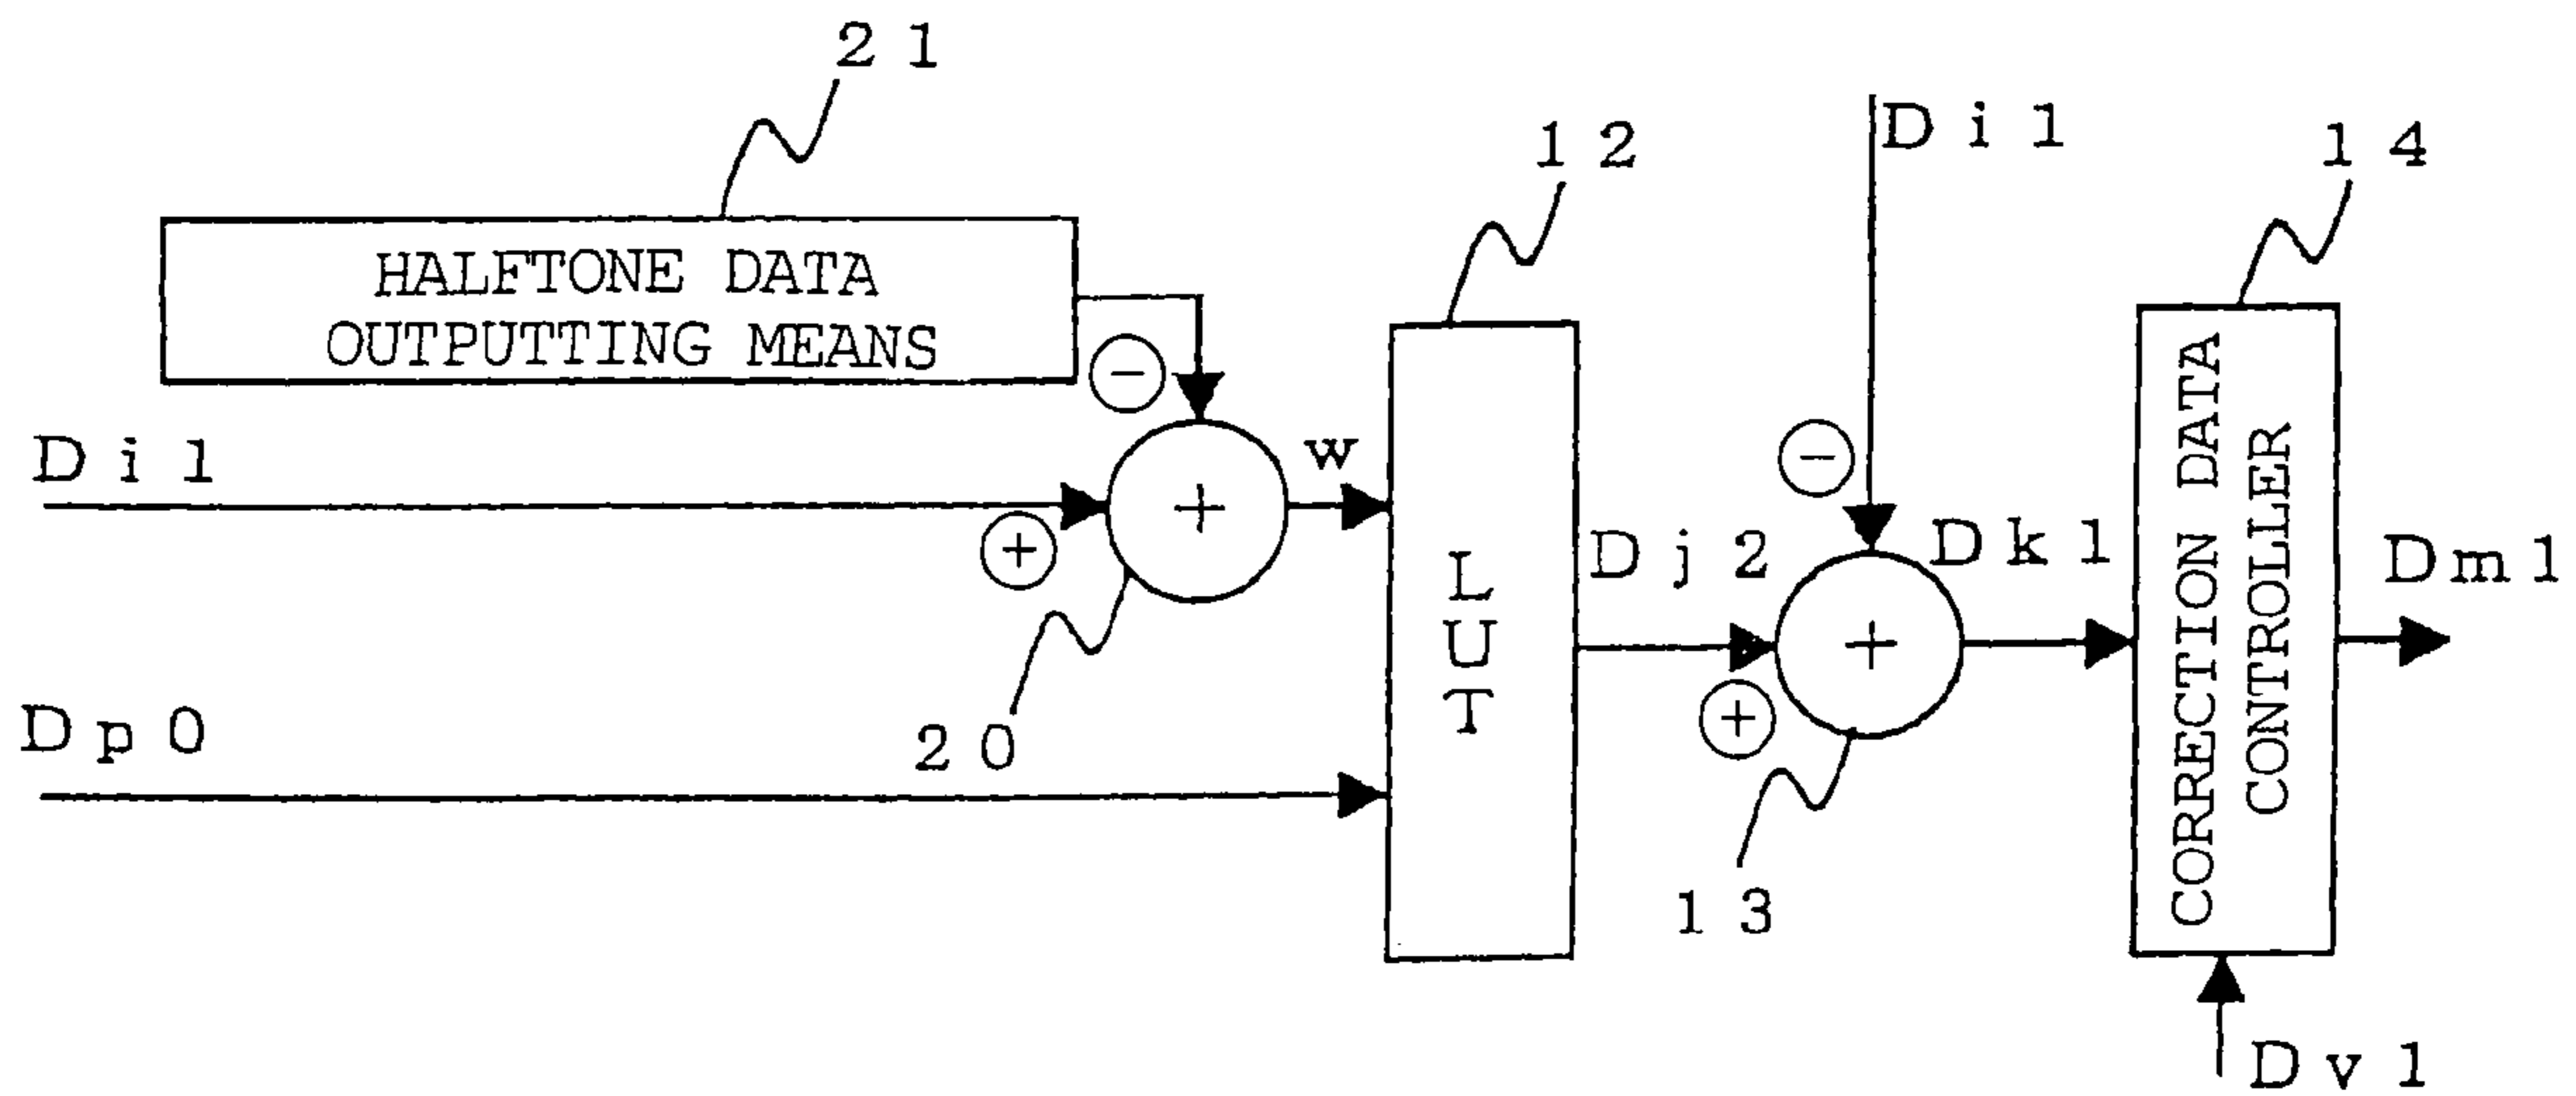 21
HALFTONE DATA
OUTPUTTING MEANS
−
Di1
+
+
20
w
Dp0
12
LUT
Dj2
Di1
−
+
+
13
Dk1
14
CORRECTION DATA
CONTROLLER
Dm1
Dv1